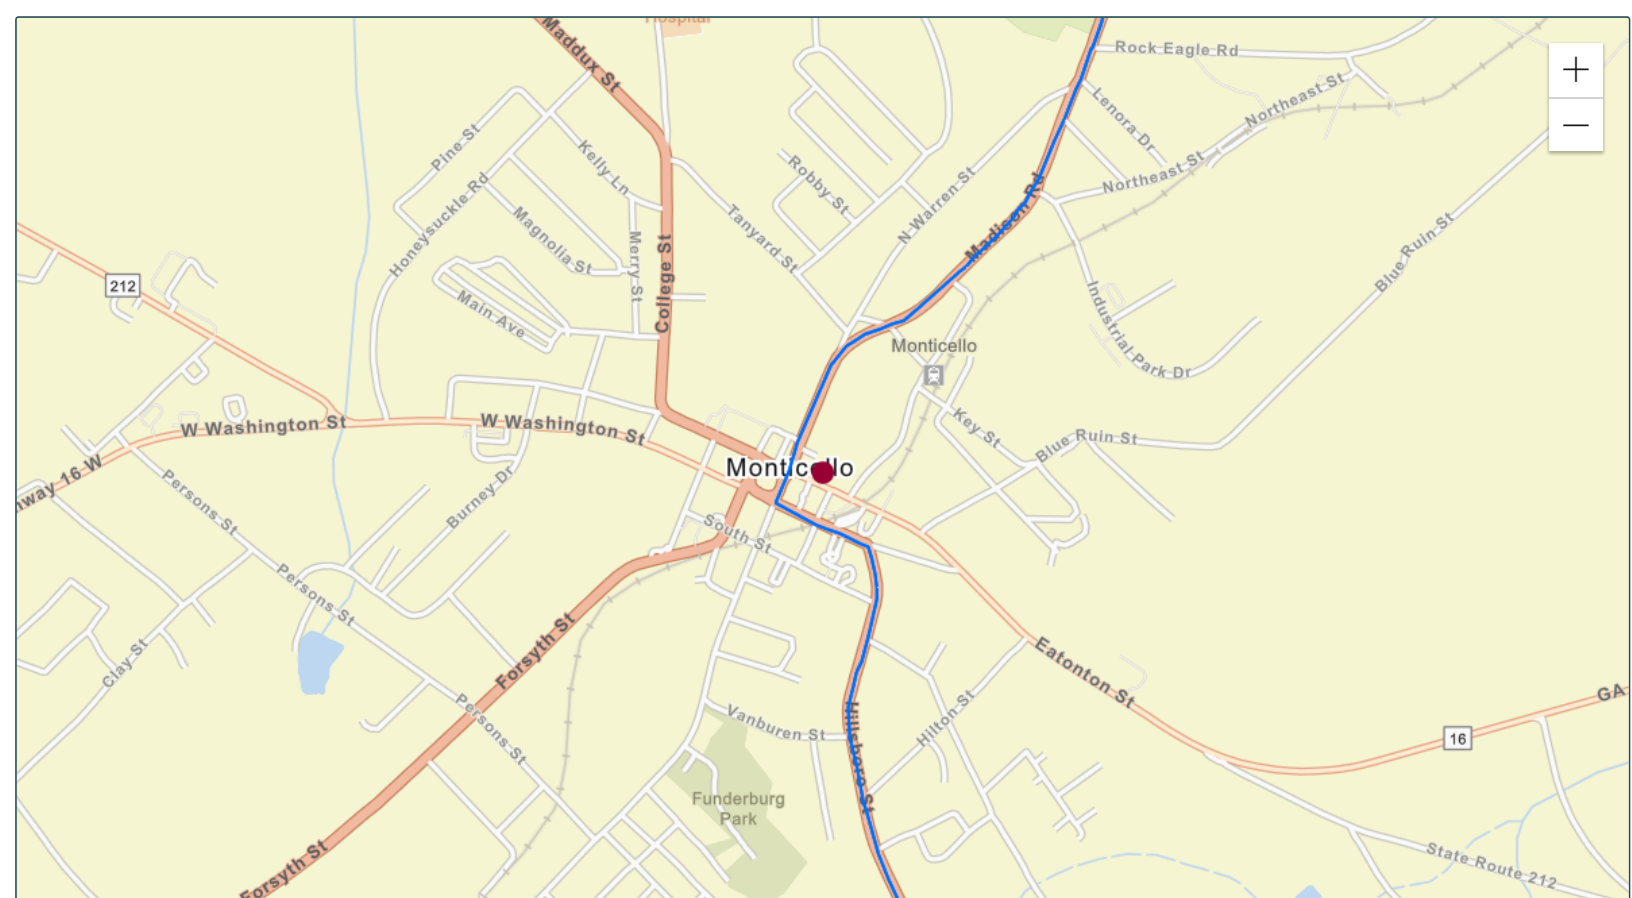 Hospital
Maddux St
Rock Eagle Rd
Lenora Dr
Northeast St
Northeast St
Pine St
Kelly Ln
Robby St
Honeysuckle Rd
Magnolia St
Merry St
Tanyard St
N Warren St
Madison Rd
Blue Ruin St
212
Main Ave
College St
Industrial Park Dr
Monticello
W Washington St
W Washington St
Key St
Blue Ruin St
Monticello
16 W
Persons St
Burney Dr
South St
Persons St
Clay St
Forsyth St
Eatonton St
GA
Persons St
Vanburen St
Hillsboro St
Hilton St
16
Funderburg
Park
Forsyth St
State Route 212